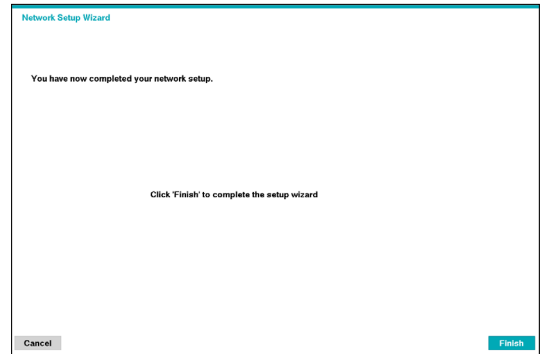 Network Setup Wizard
You have now completed your network setup.
Click 'Finish' to complete the setup wizard
Cancel
Finish